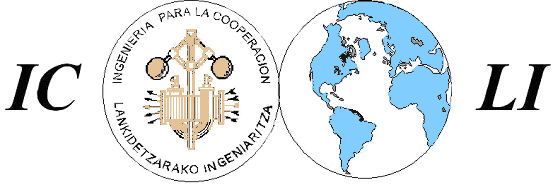 IC
INGENIERIA PARA LA COOPERACION
LANKIDETZARAKO INGENIARITZA
LI